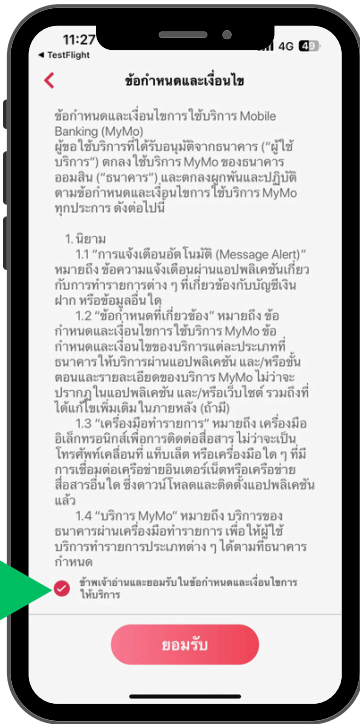 11:27
4G 49
◄ TestFlight
ข้อกำหนดและเงื่อนไข
ข้อกำหนดและเงื่อนไขการใช้บริการ Mobile
Banking (MyMo)
ผู้ขอใช้บริการที่ได้รับอนุมัติจากธนาคาร (“ผู้ใช้
บริการ”) ตกลงใช้บริการ MyMo ของธนาคาร
ออมสิน (“ธนาคาร”) และตกลงผูกพันและปฏิบัติ
ตามข้อกำหนดและเงื่อนไขการใช้บริการ MyMo
ทุกประการ ดังต่อไปนี้
1. นิยาม
1.1 “การแจ้งเตือนอัตโนมัติ (Message Alert)”
หมายถึง ข้อความแจ้งเตือนผ่านแอปพลิเคชันเกี่ยว
กับการทำรายการต่าง ๆ ที่เกี่ยวข้องกับบัญชีเงิน
ฝาก หรือข้อมูลอื่นใด
1.2 “ข้อกำหนดที่เกี่ยวข้อง” หมายถึง ข้อ
กำหนดและเงื่อนไขการใช้บริการ MyMo ข้อ
กำหนดและเงื่อนไขของบริการแต่ละประเภทที่
ธนาคารให้บริการผ่านแอปพลิเคชัน และ/หรือขั้น
ตอนและรายละเอียดของบริการ MyMo ไม่ว่าจะ
ปรากฏในแอปพลิเคชัน และ/หรือเว็บไซต์ รวมถึงที่
ได้แก้ไขเพิ่มเติมในภายหลัง (ถ้ามี)
1.3 “เครื่องมือทำรายการ” หมายถึง เครื่องมือ
อิเล็กทรอนิกส์เพื่อการติดต่อสื่อสาร ไม่ว่าจะเป็น
โทรศัพท์เคลื่อนที่ แท็บเล็ต หรือเครื่องมือใด ๆ ที่มี
การเชื่อมต่อเครือข่ายอินเตอร์เน็ตหรือเครือข่าย
สื่อสารอื่นใด ซึ่งดาวน์โหลดและติดตั้งแอปพลิเคชัน
แล้ว
1.4 “บริการ MyMo” หมายถึง บริการของ
ธนาคารผ่านเครื่องมือทำรายการ เพื่อให้ผู้ใช้
บริการทำรายการประเภทต่าง ๆ ได้ตามที่ธนาคาร
กำหนด
ข้าพเจ้าอ่านและยอมรับในข้อกำหนดและเงื่อนไขการ
ให้บริการ
ยอมรับ